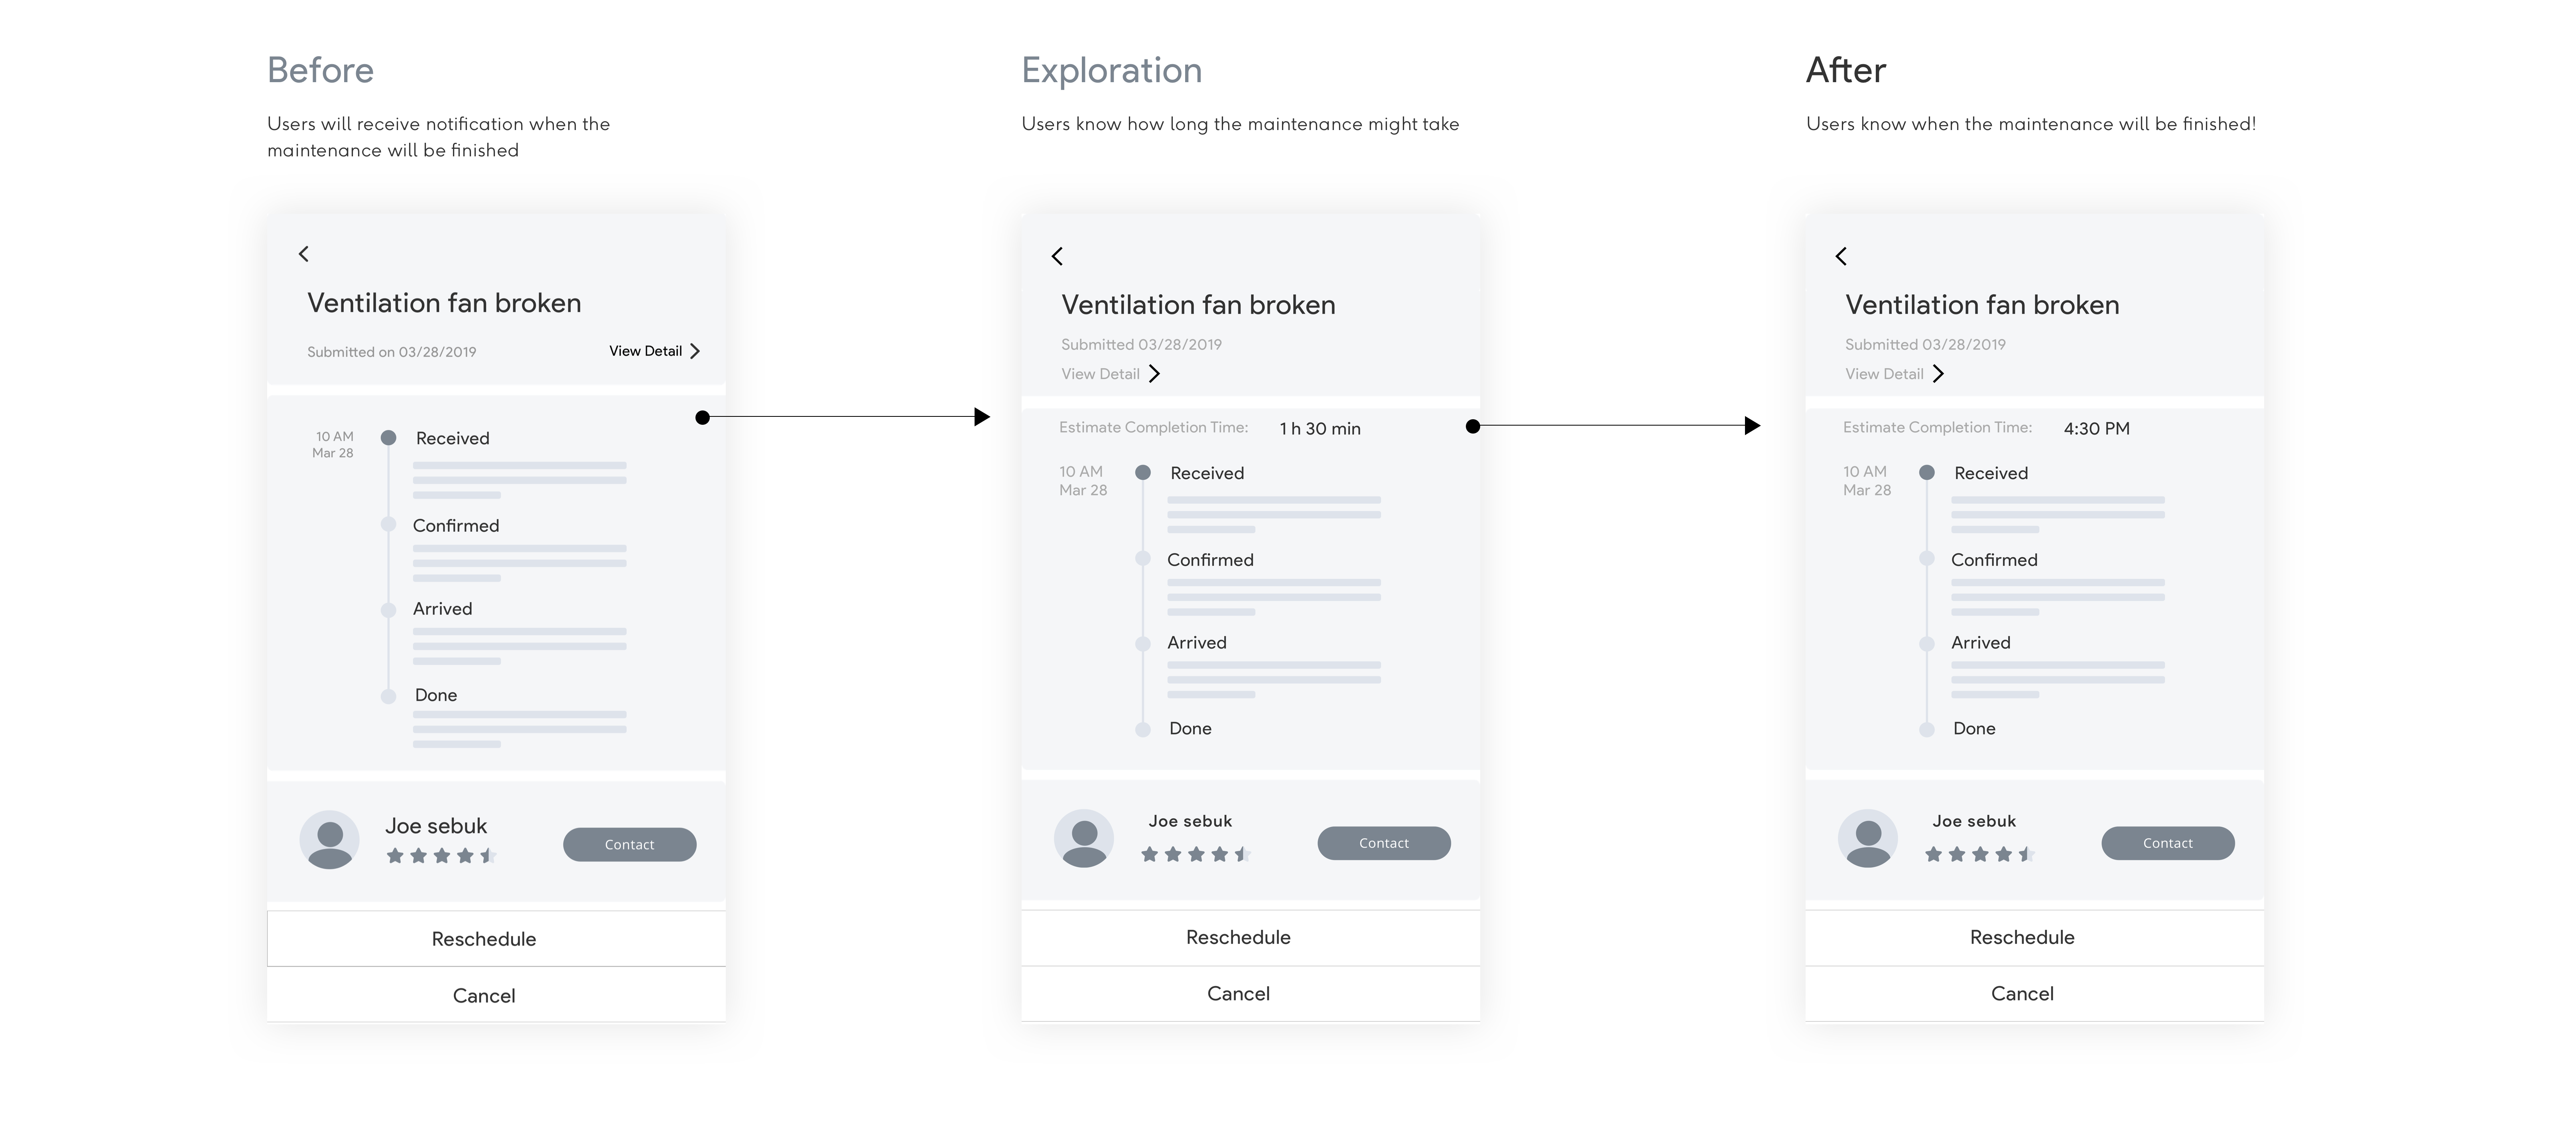 Before
Users will receive notification when the
maintenance will be finished
Ventilation fan broken
Submitted on 03/28/2019
View Detail
10 AM
Mar 28
Received
Confirmed
Arrived
Done
Joe sebuk
Contact
Reschedule
Cancel
Exploration
Users know how long the maintenance might take
Ventilation fan broken
Submitted 03/28/2019
View Detail
Estimate Completion Time: 1 h 30 min
10 AM
Mar 28
Received
Confirmed
Arrived
Done
Joe sebuk
Contact
Reschedule
Cancel
After
Users know when the maintenance will be finished!
Ventilation fan broken
Submitted 03/28/2019
View Detail
Estimate Completion Time: 4:30 PM
10 AM
Mar 28
Received
Confirmed
Arrived
Done
Joe sebuk
Contact
Reschedule
Cancel